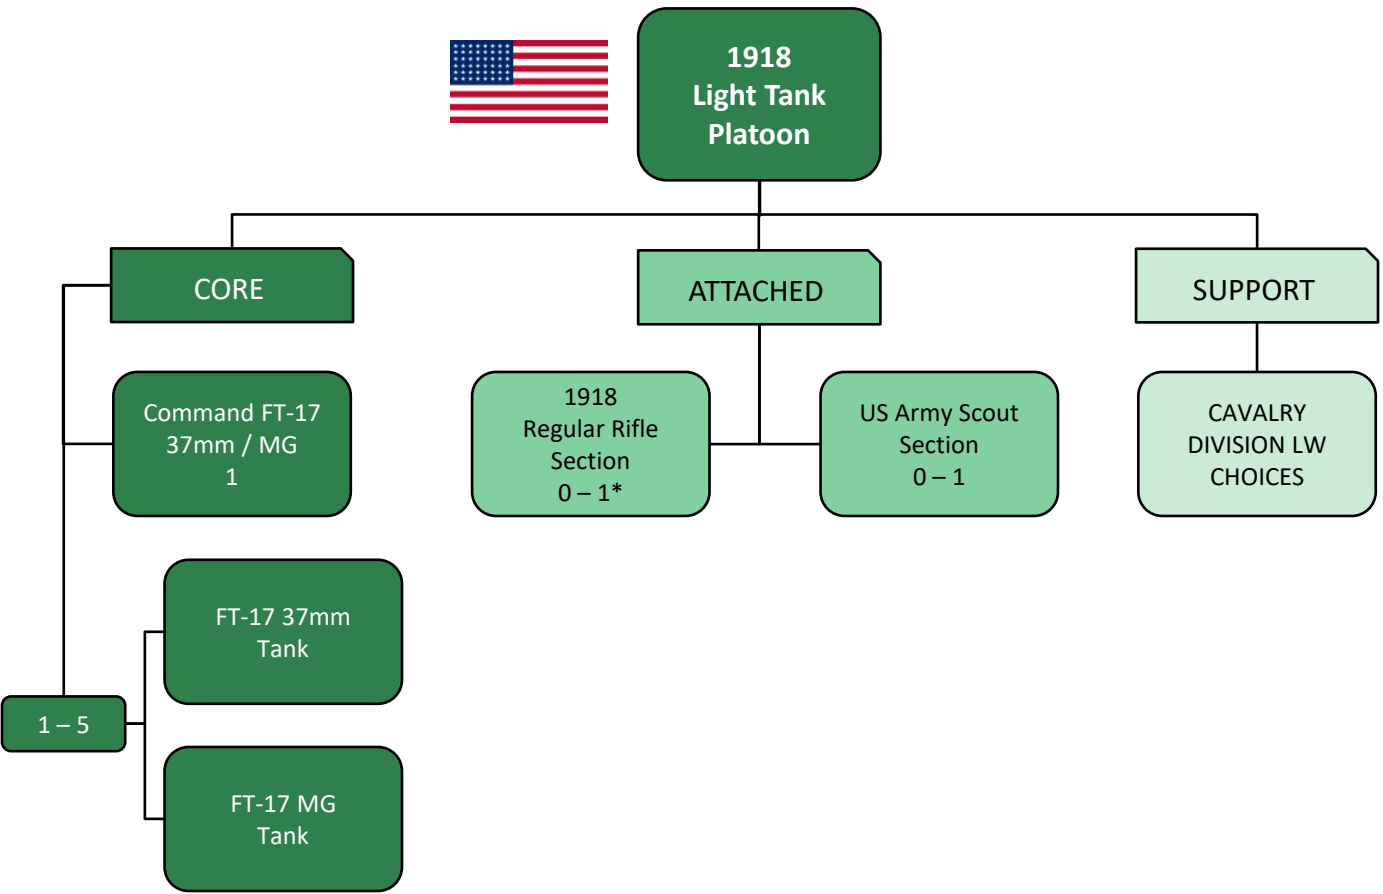 1918
Light Tank
Platoon
CORE
ATTACHED
SUPPORT
Command FT-17
37mm / MG
1
1918
Regular Rifle
Section
0 – 1*
US Army Scout
Section
0 – 1
CAVALRY
DIVISION LW
CHOICES
FT-17 37mm
Tank
1 – 5
FT-17 MG
Tank